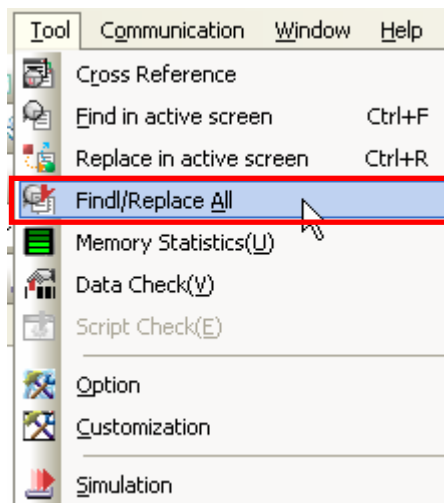 Tool Communication Window Help
Cross Reference
Find in active screen Ctrl+F
Replace in active screen Ctrl+R
Findl/Replace All
Memory Statistics(U)
Data Check(V)
Script Check(E)
Option
Customization
Simulation